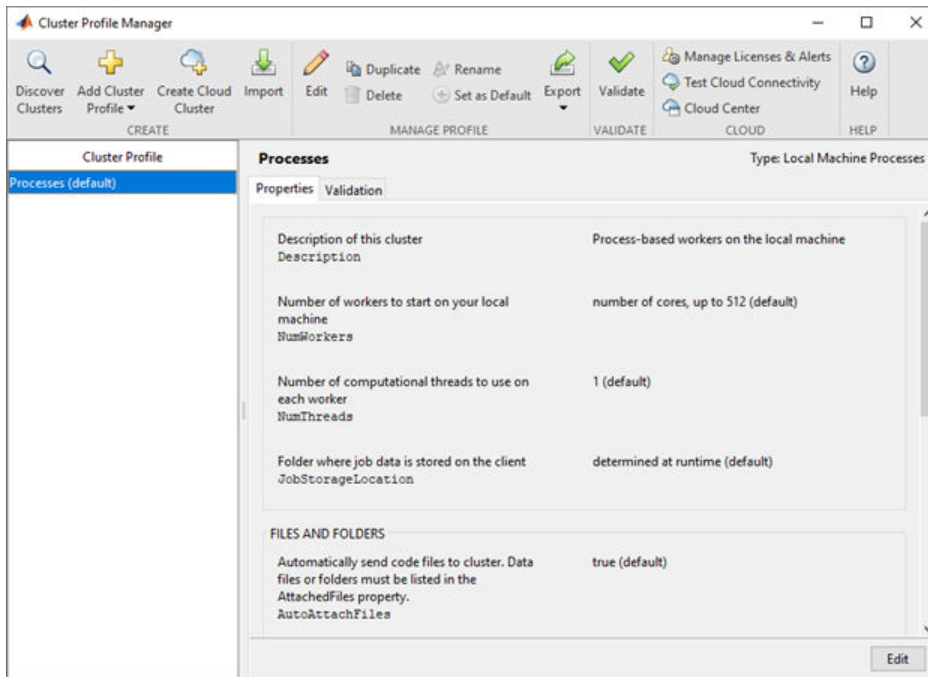 Cluster Profile Manager
Discover
Clusters
Add Cluster
Profile
Create Cloud
Cluster
Import
CREATE
Edit
Duplicate
Rename
Delete
Set as Default
Export
MANAGE PROFILE
Validate
VALIDATE
Manage Licenses & Alerts
Test Cloud Connectivity
Cloud Center
CLOUD
Help
HELP
Cluster Profile
Processes (default)
Processes
Type: Local Machine Processes
Properties
Validation
Description of this cluster
Description
Process-based workers on the local machine
Number of workers to start on your local
machine
NumWorkers
number of cores, up to 512 (default)
Number of computational threads to use on
each worker
NumThreads
1 (default)
Folder where job data is stored on the client
JobStorageLocation
determined at runtime (default)
FILES AND FOLDERS
Automatically send code files to cluster. Data
files or folders must be listed in the
AttachedFiles property.
AutoAttachFiles
true (default)
Edit